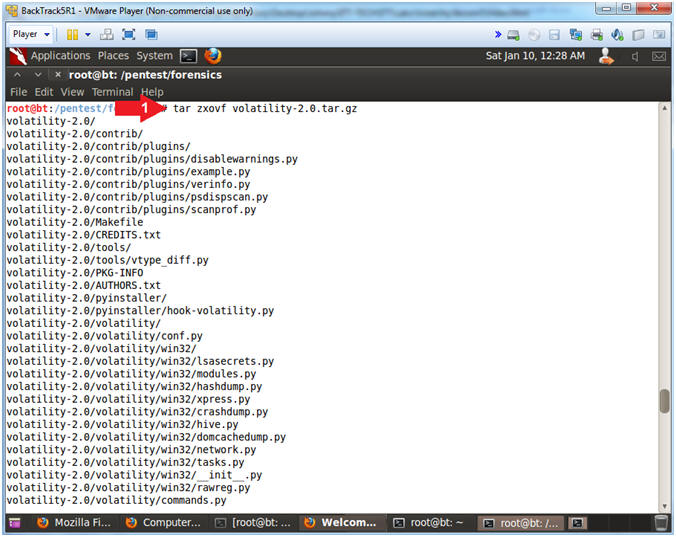 BackTrack5R1 - VMware Player (Non-commercial use only)
Player
Applications Places System
Sat Jan 10, 12:28 AM
root@bt: /pentest/forensics
File Edit View Terminal Help
root@bt:/pentest/f 1 # tar zxovf volatility-2.0.tar.gz
volatility-2.0/
volatility-2.0/contrib/
volatility-2.0/contrib/plugins/
volatility-2.0/contrib/plugins/disablewarnings.py
volatility-2.0/contrib/plugins/example.py
volatility-2.0/contrib/plugins/verinfo.py
volatility-2.0/contrib/plugins/psdispscan.py
volatility-2.0/contrib/plugins/scanprof.py
volatility-2.0/Makefile
volatility-2.0/CREDITS.txt
volatility-2.0/tools/
volatility-2.0/tools/vtype_diff.py
volatility-2.0/PKG-INFO
volatility-2.0/AUTHORS.txt
volatility-2.0/pyinstaller/
volatility-2.0/pyinstaller/hook-volatility.py
volatility-2.0/volatility/
volatility-2.0/volatility/conf.py
volatility-2.0/volatility/win32/
volatility-2.0/volatility/win32/lsasecrets.py
volatility-2.0/volatility/win32/modules.py
volatility-2.0/volatility/win32/hashdump.py
volatility-2.0/volatility/win32/xpress.py
volatility-2.0/volatility/win32/crashdump.py
volatility-2.0/volatility/win32/hive.py
volatility-2.0/volatility/win32/domcachedump.py
volatility-2.0/volatility/win32/network.py
volatility-2.0/volatility/win32/tasks.py
volatility-2.0/volatility/win32/__init__.py
volatility-2.0/volatility/win32/rawreg.py
volatility-2.0/volatility/commands.py
Mozilla Fi... Computer... [root@bt: ... Welcom... root@bt: ~ root@bt: /...